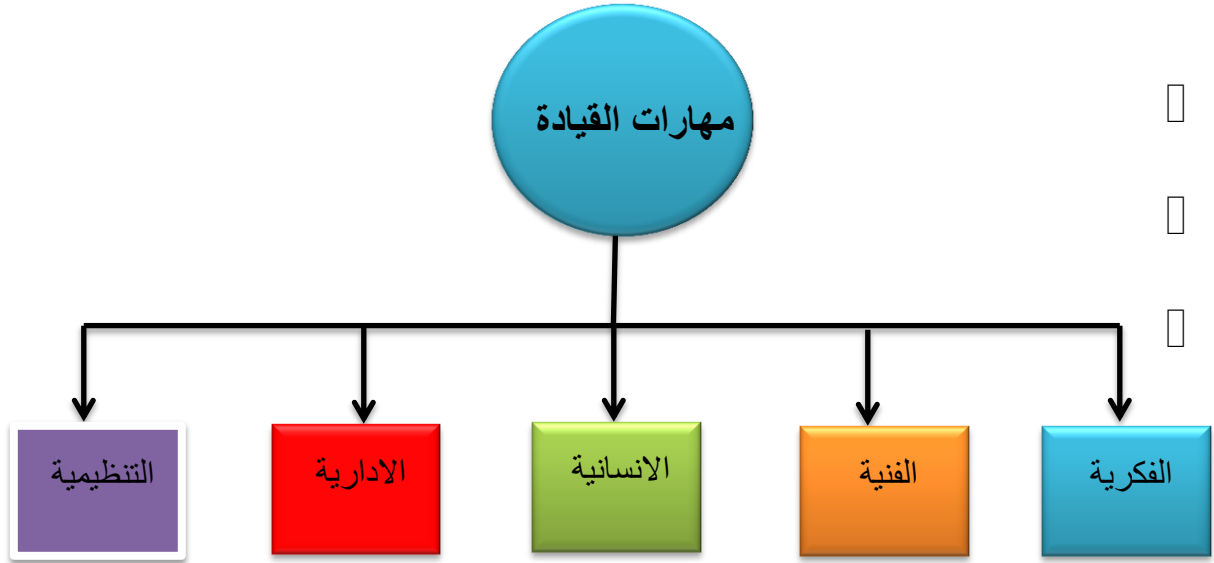 مهارات القيادة
الفكرية
الفنية
الانسانية
الادارية
التنظيمية